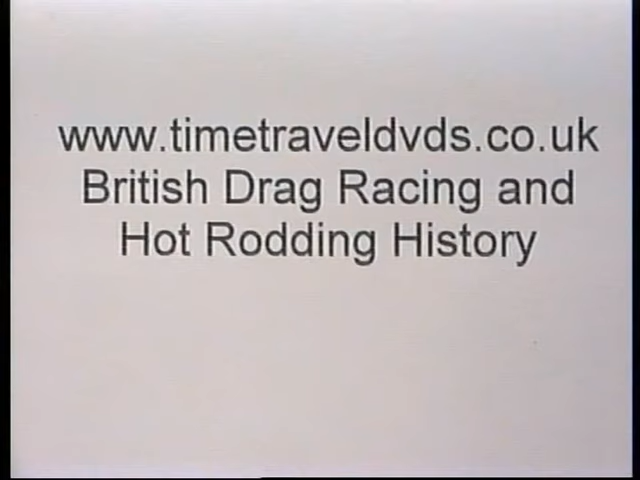 www.timetraveldvds.co.uk
British Drag Racing and
Hot Rodding History